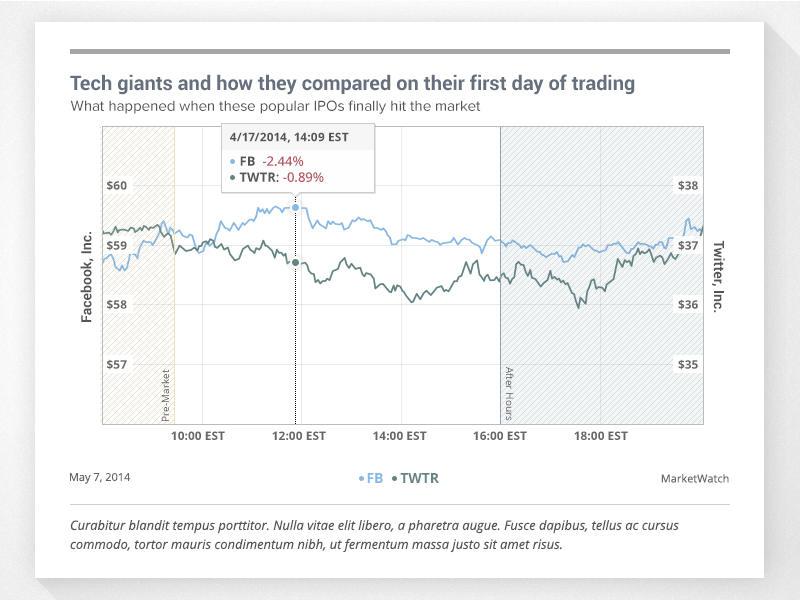 Tech giants and how they compared on their first day of trading
What happened when these popular IPOs finally hit the market
4/17/2014, 14:09 EST
FB -2.44%
TWTR: -0.89%
$60
$59
$58
$57
Facebook, Inc.
$38
$37
$36
$35
Twitter, Inc.
Pre-Market
After Hours
10:00 EST 12:00 EST 14:00 EST 16:00 EST 18:00 EST
May 7, 2014 FB TWTR MarketWatch
Curabitur blandit tempus porttitor. Nulla vitae elit libero, a pharetra augue. Fusce dapibus, tellus ac cursus
commodo, tortor mauris condimentum nibh, ut fermentum massa justo sit amet risus.